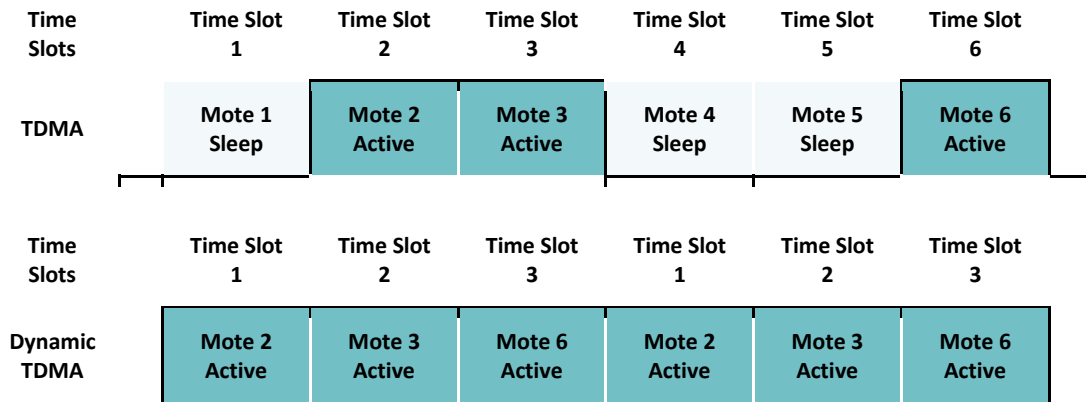 Time Slots
Time Slot 1
Time Slot 2
Time Slot 3
Time Slot 4
Time Slot 5
Time Slot 6
TDMA
Mote 1 Sleep
Mote 2 Active
Mote 3 Active
Mote 4 Sleep
Mote 5 Sleep
Mote 6 Active
Time Slots
Time Slot 1
Time Slot 2
Time Slot 3
Time Slot 1
Time Slot 2
Time Slot 3
Dynamic TDMA
Mote 2 Active
Mote 3 Active
Mote 6 Active
Mote 2 Active
Mote 3 Active
Mote 6 Active